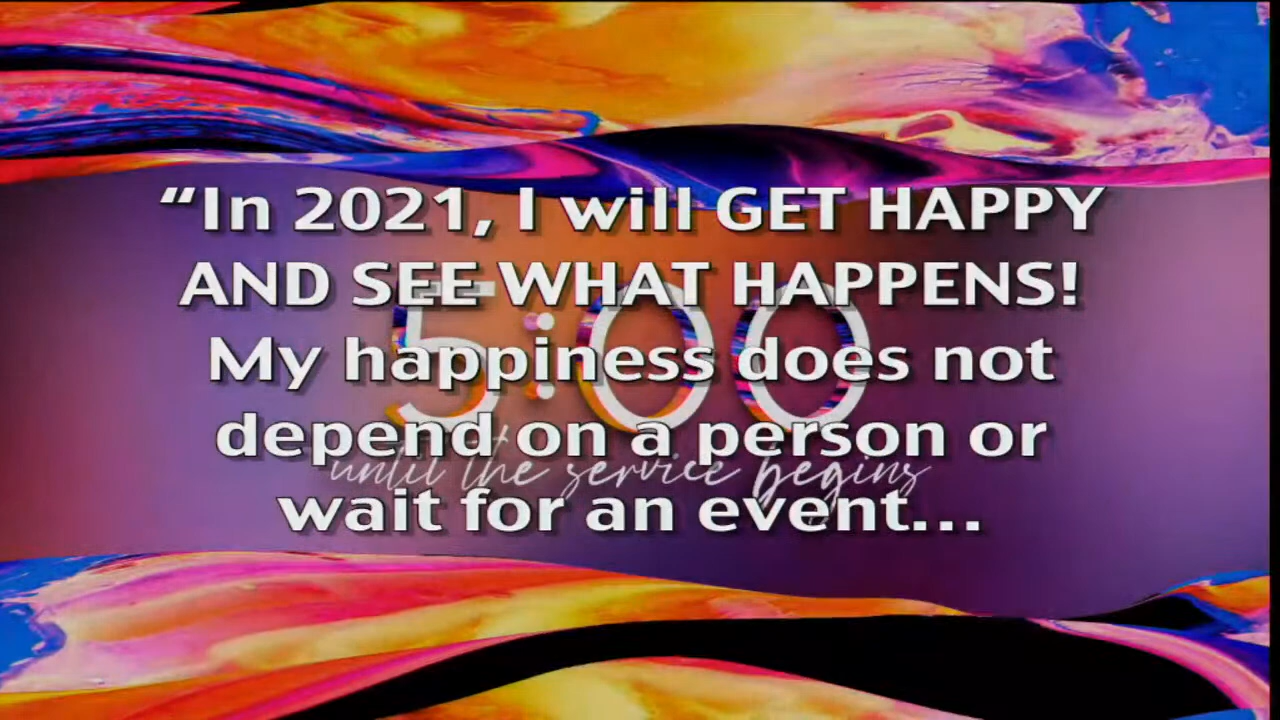 “In 2021, I will GET HAPPY
AND SEE WHAT HAPPENS!
5:00
My happiness does not
depend on a person or
until the service begins
wait for an event...